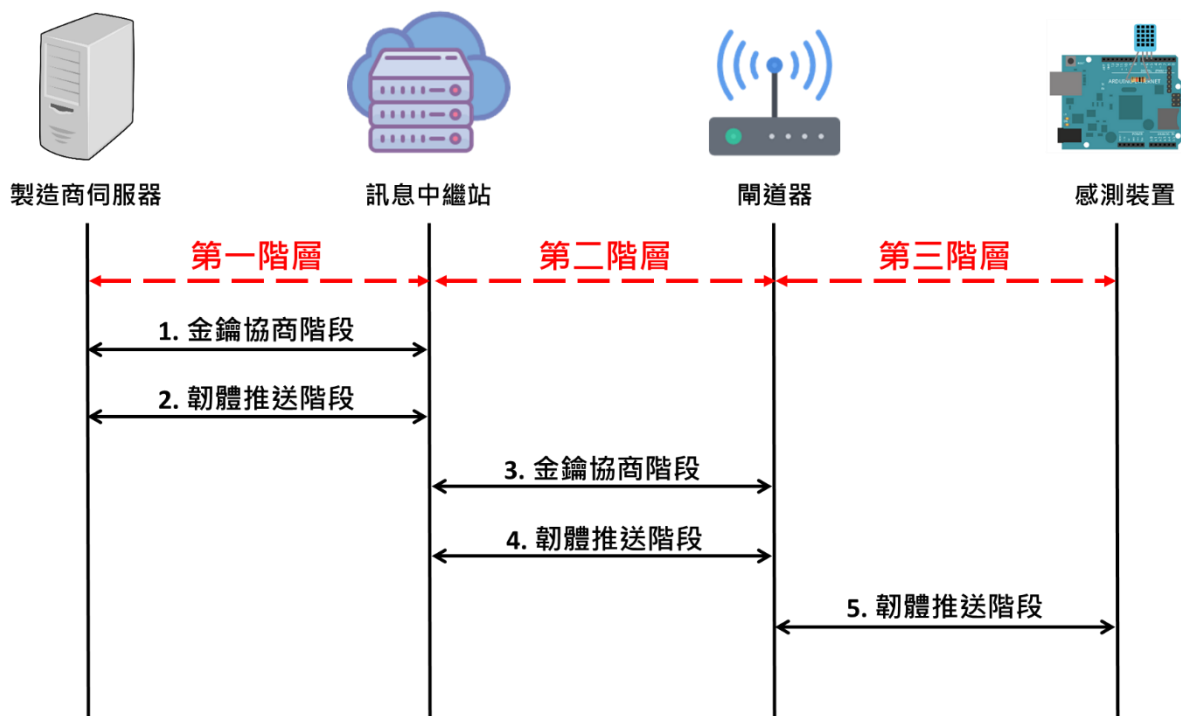 製造商伺服器
訊息中繼站
閘道器
感測裝置
第一階層
第二階層
第三階層
1. 金鑰協商階段
2. 韌體推送階段
3. 金鑰協商階段
4. 韌體推送階段
5. 韌體推送階段